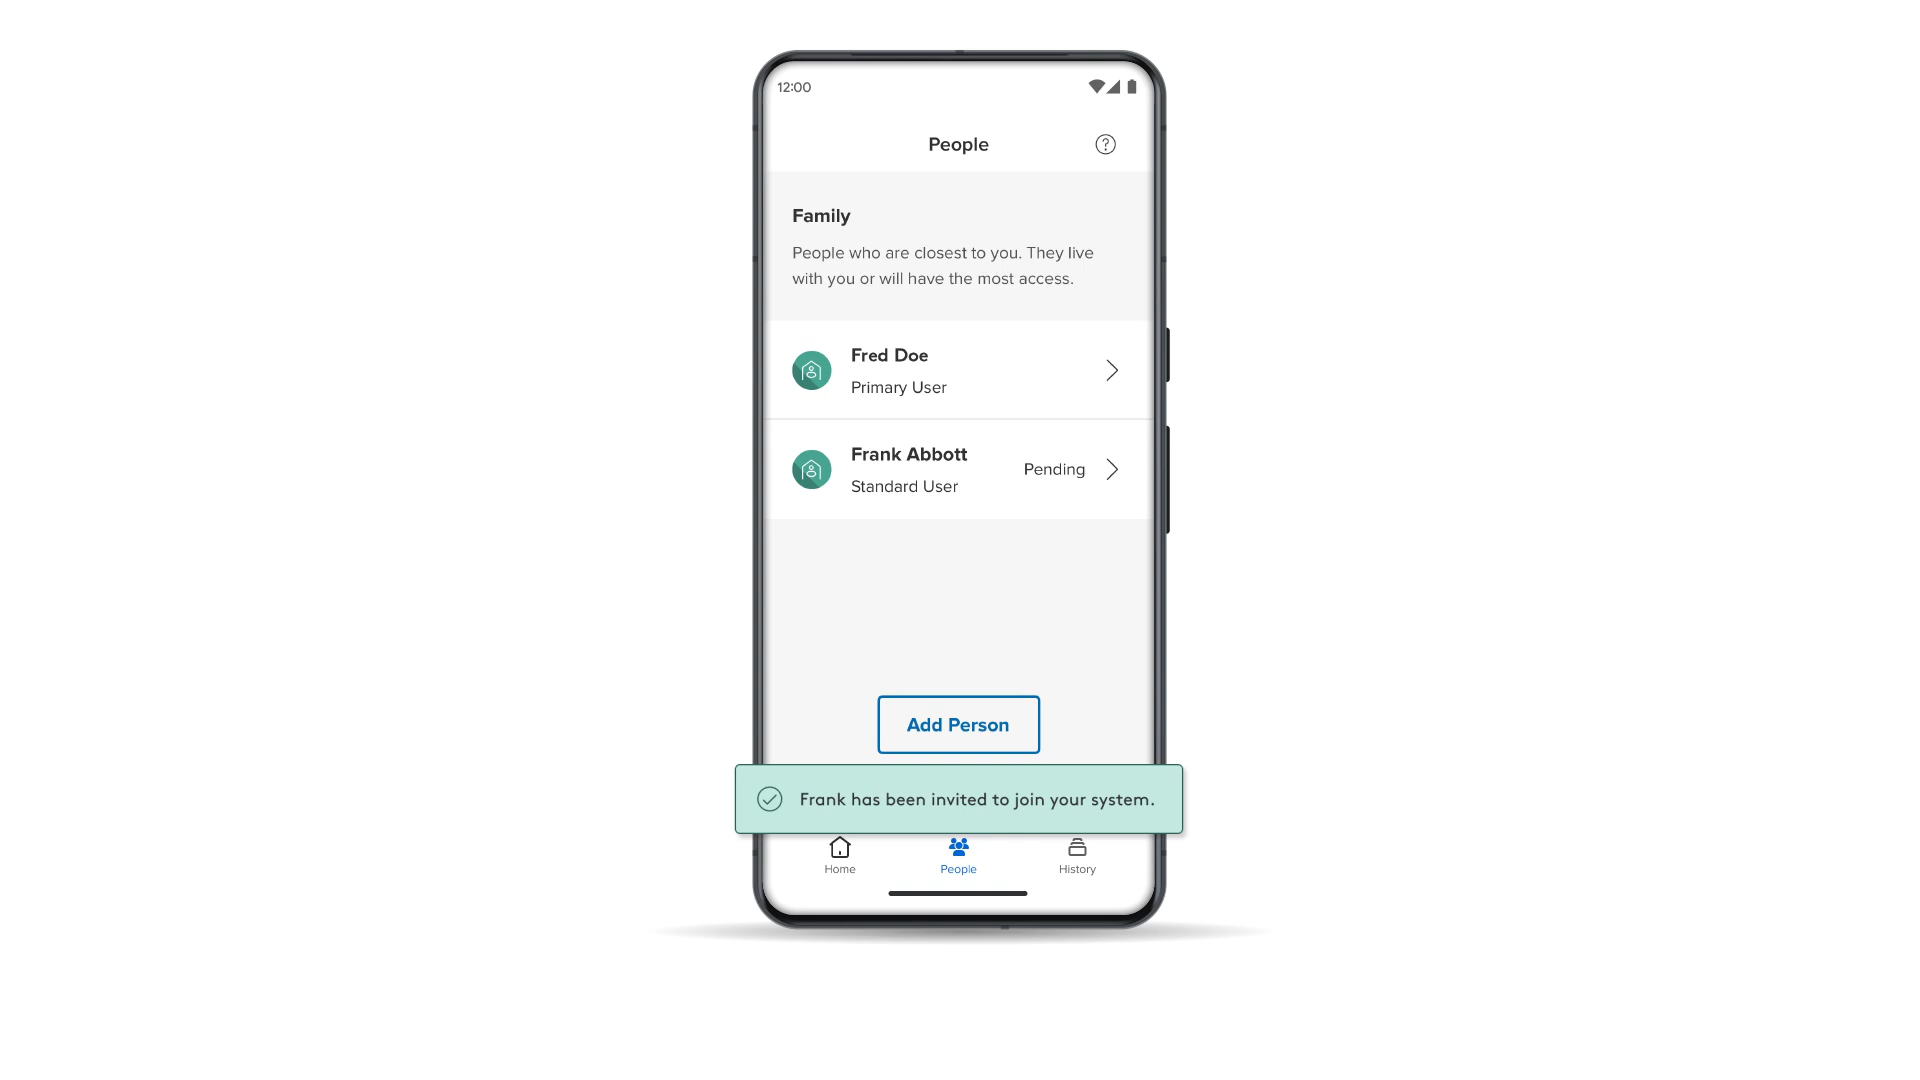 12:00
People
Family
People who are closest to you. They live
with you or will have the most access.
Fred Doe
Primary User
Frank Abbott
Standard User
Pending
Add Person
Frank has been invited to join your system.
Home
People
History